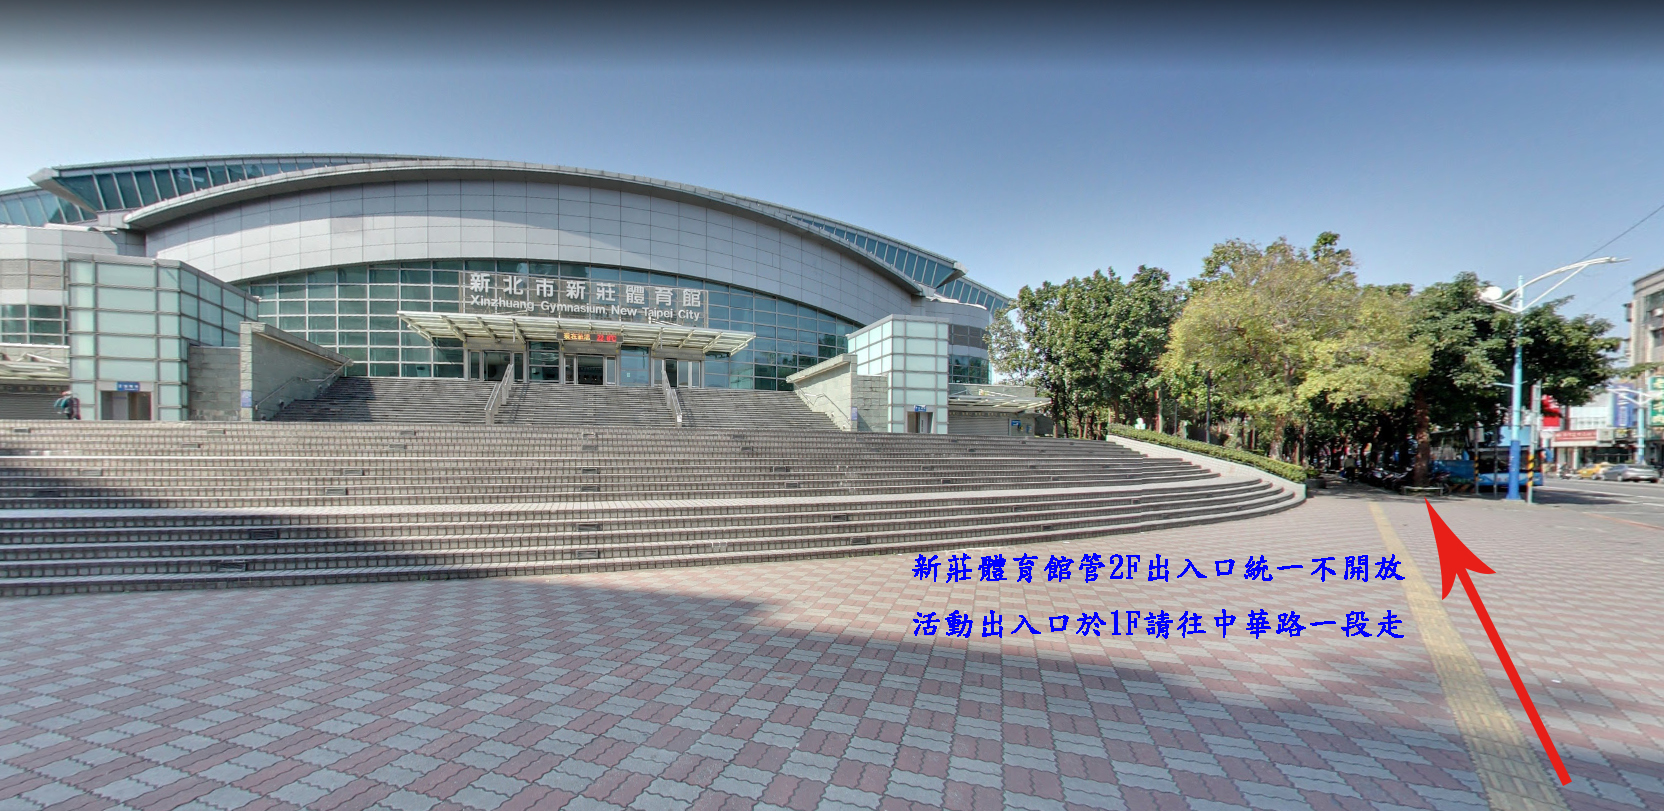 新北市新莊體育館
Xinzhuang Gymnasium, New Taipei City
新莊體育館管2F出入口統一不開放
活動出入口於1F請往中華路一段走